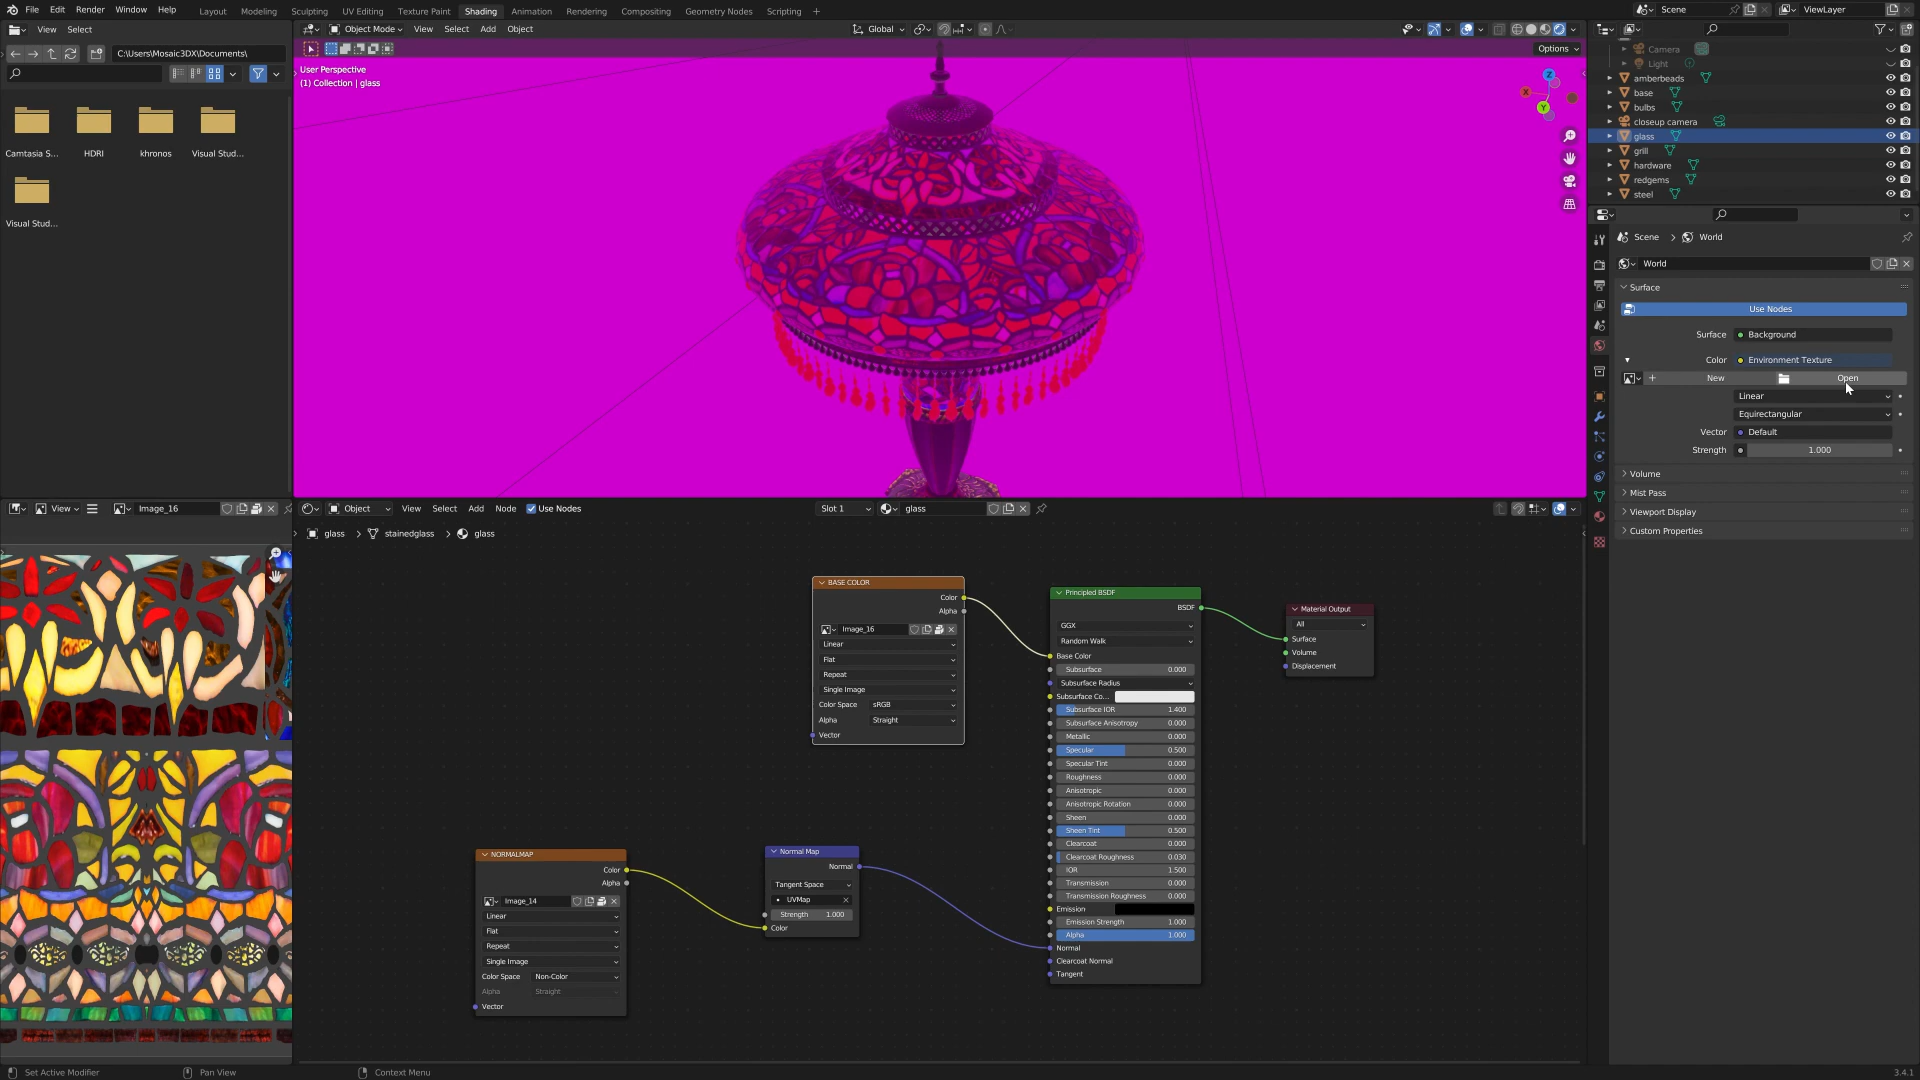 File Edit Render Window Help
Layout Modeling Sculpting UV Editing Texture Paint Shading Animation Rendering Compositing Geometry Nodes Scripting +
Scene
ViewLayer
View Select
C:\Users\Mosaic3DX\Documents\
Camtasia S...
HDRI
khronos
Visual Stud...
Visual Stud...
Object Mode View Select Add Object
Global
Options
User Perspective
(1) Collection | glass
Z
X
Y
Camera
Light
amberbeads
base
bulbs
closeup camera
glass
grill
hardware
redgems
steel
Scene > World
World
Surface
Use Nodes
Surface Background
Color Environment Texture
New Open
Linear
Equirectangular
Vector Default
Strength 1.000
Volume
Mist Pass
Viewport Display
Custom Properties
View Image_16
Object View Select Add Node Use Nodes
Slot 1
glass
glass > stainedglass > glass
BASE COLOR
Color
Alpha
Image_16
Linear
Flat
Repeat
Single Image
Color Space sRGB
Alpha Straight
Vector
NORMALMAP
Color
Alpha
Image_14
Linear
Flat
Repeat
Single Image
Color Space Non-Color
Alpha Straight
Vector
Normal Map
Normal
Tangent Space
UVMap
Strength 1.000
Color
Principled BSDF
BSDF
GGX
Random Walk
Base Color
Subsurface 0.000
Subsurface Radius
Subsurface Co...
Subsurface IOR 1.400
Subsurface Anisotropy 0.000
Metallic 0.000
Specular 0.500
Specular Tint 0.000
Roughness 0.000
Anisotropic 0.000
Anisotropic Rotation 0.000
Sheen 0.000
Sheen Tint 0.500
Clearcoat 0.000
Clearcoat Roughness 0.030
IOR 1.500
Transmission 0.000
Transmission Roughness 0.000
Emission
Emission Strength 1.000
Alpha 1.000
Normal
Clearcoat Normal
Tangent
Material Output
All
Surface
Volume
Displacement
Set Active Modifier
Pan View
Context Menu
3.4.1